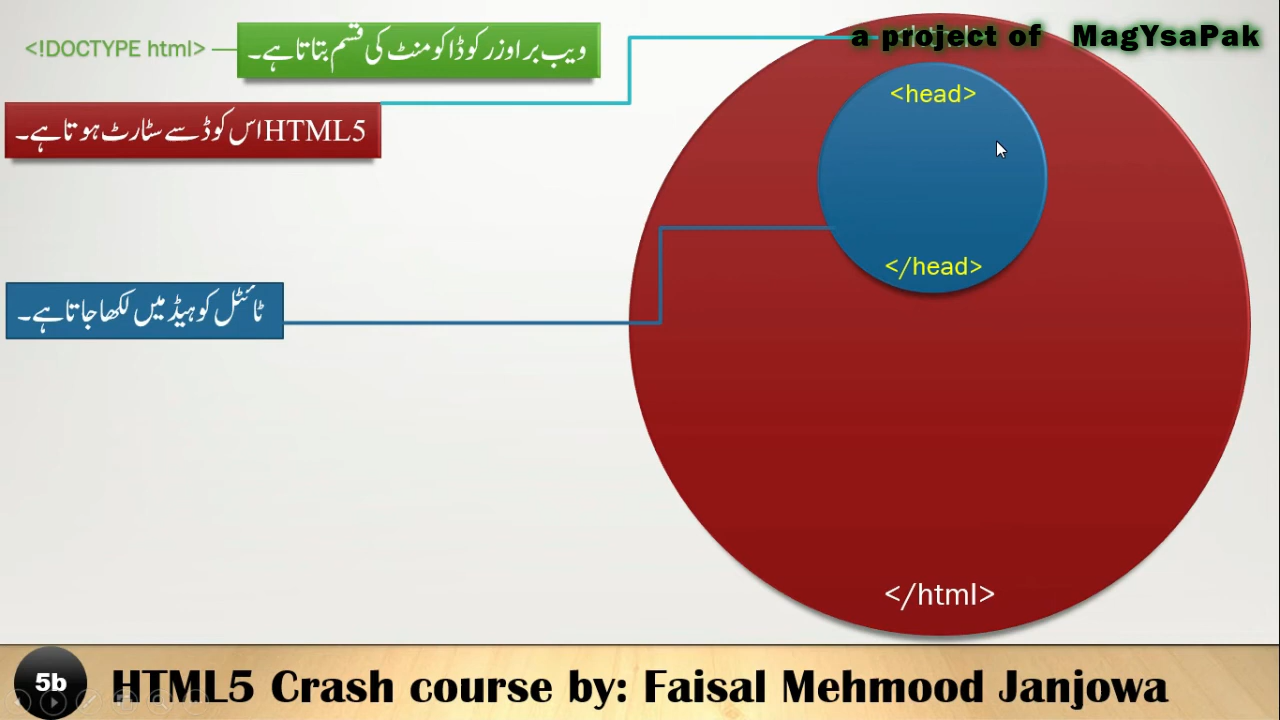 a project of MagYsaPak
<!DOCTYPE html>
ویب براوزر کو ڈاکومنٹ کی قسم بتاتا ہے۔
HTML5 اس کوڈ سے سٹارٹ ہوتا ہے۔
<head>
</head>
ٹائٹل کو ہیڈ میں لکھا جاتا ہے۔
</html>
5b
HTML5 Crash course by: Faisal Mehmood Janjowa